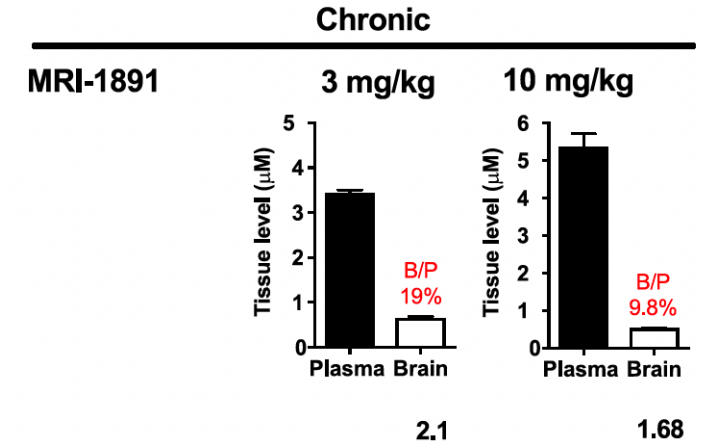 Chronic
MRI-1891 3 mg/kg 10 mg/kg
Tissue level (μM)
5
4
3
2
1
0
B/P
19%
Plasma Brain
Tissue level (μM)
6
5
4
3
2
1
0
B/P
9.8%
Plasma Brain
2.1 1.68